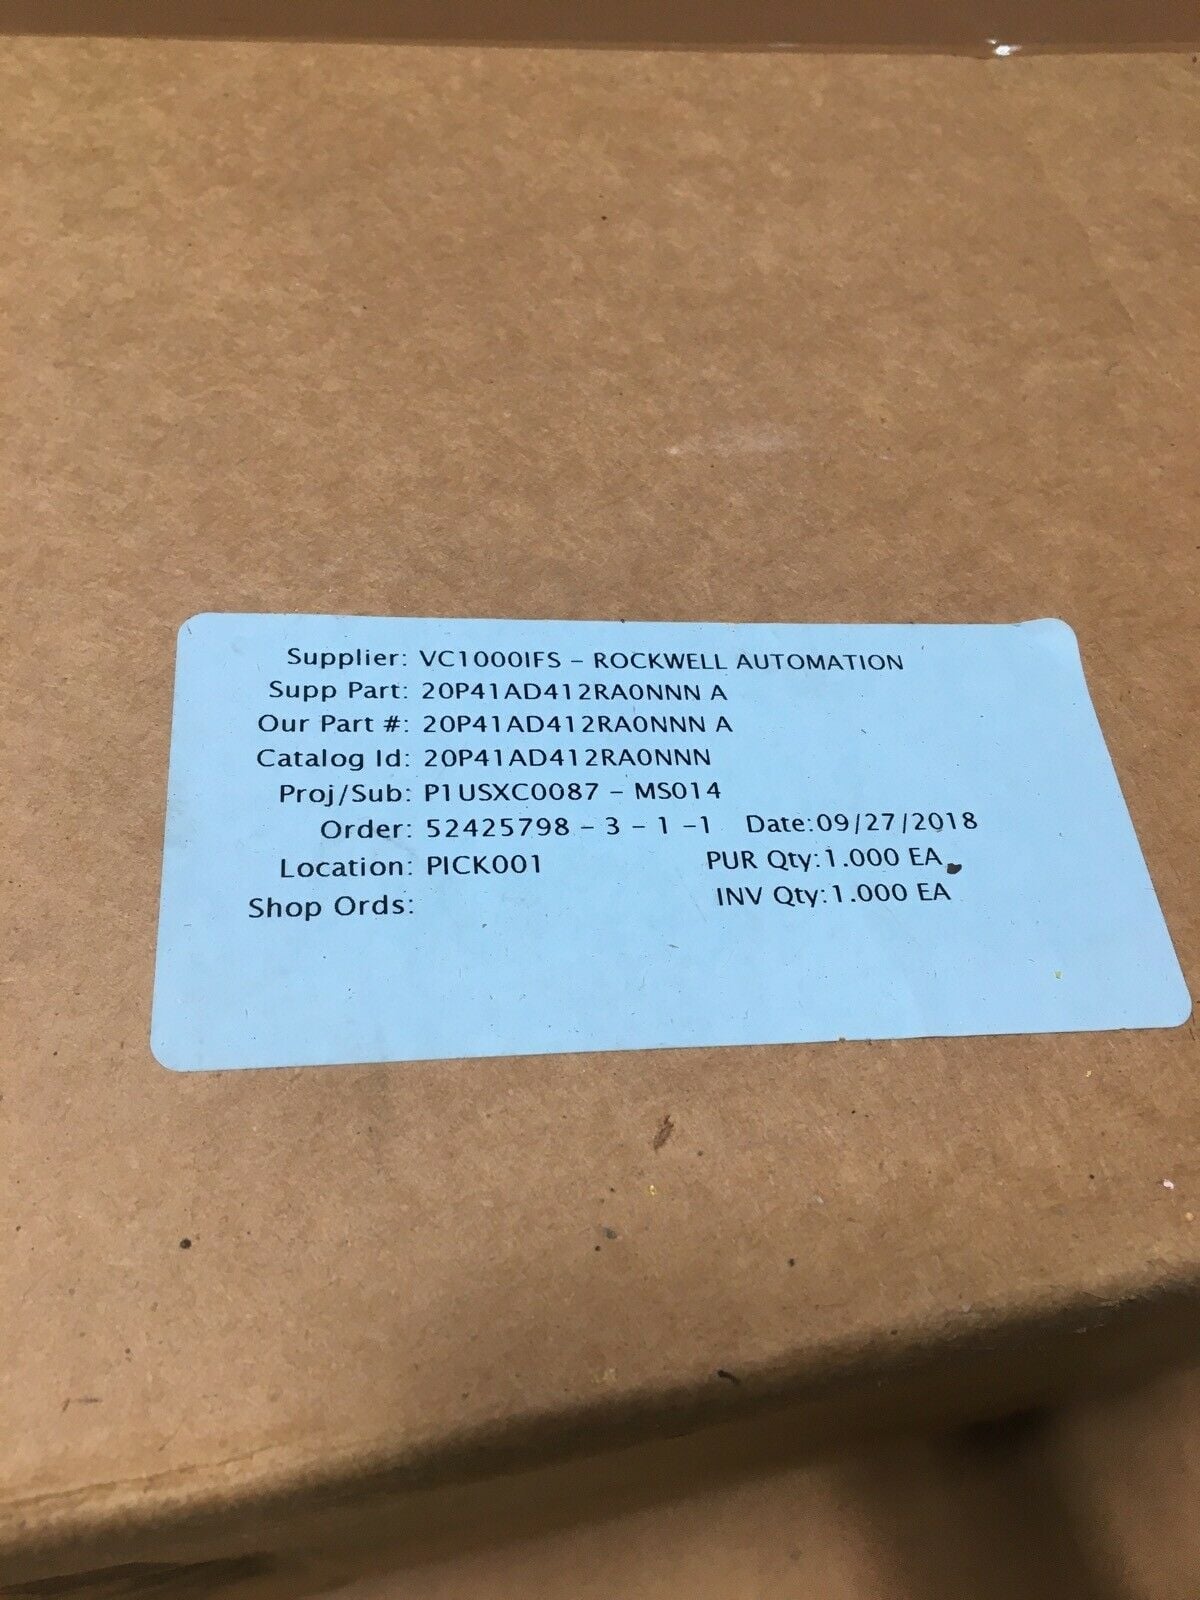 Supplier: VC1000IFS - ROCKWELL AUTOMATION
Supp Part: 20P41AD412RA0NNN A
Our Part #: 20P41AD412RA0NNN A
Catalog Id: 20P41AD412RA0NNN
Proj/Sub: P1USXC0087 - MS014
Order: 52425798 - 3 - 1 -1 Date:09/27/2018
Location: PICK001 PUR Qty:1.000 EA
Shop Ords: INV Qty:1.000 EA